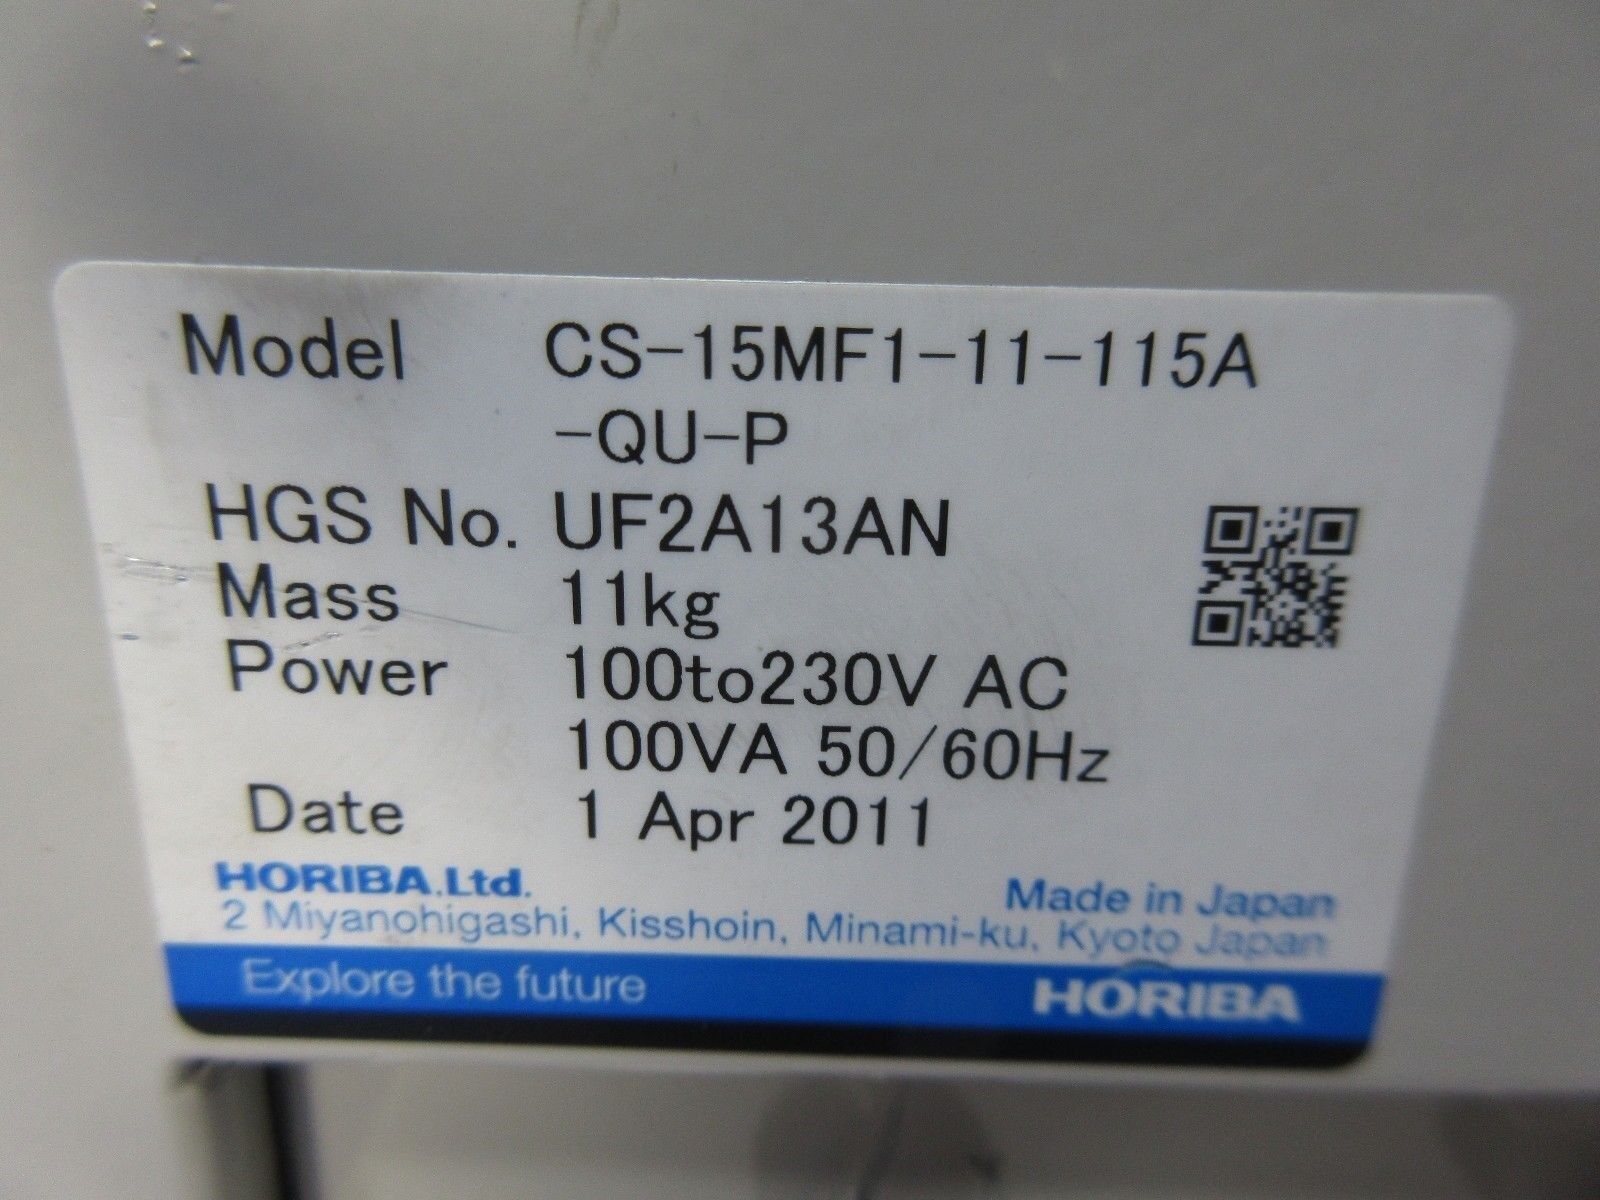 Model CS-15MF1-11-115A
-QU-P
HGS No. UF2A13AN
Mass 11kg
Power 100to230V AC
100VA 50/60Hz
Date 1 Apr 2011
HORIBA.Ltd. Made in Japan
2 Miyanohigashi, Kisshoin, Minami-ku, Kyoto Japan
Explore the future HORIBA